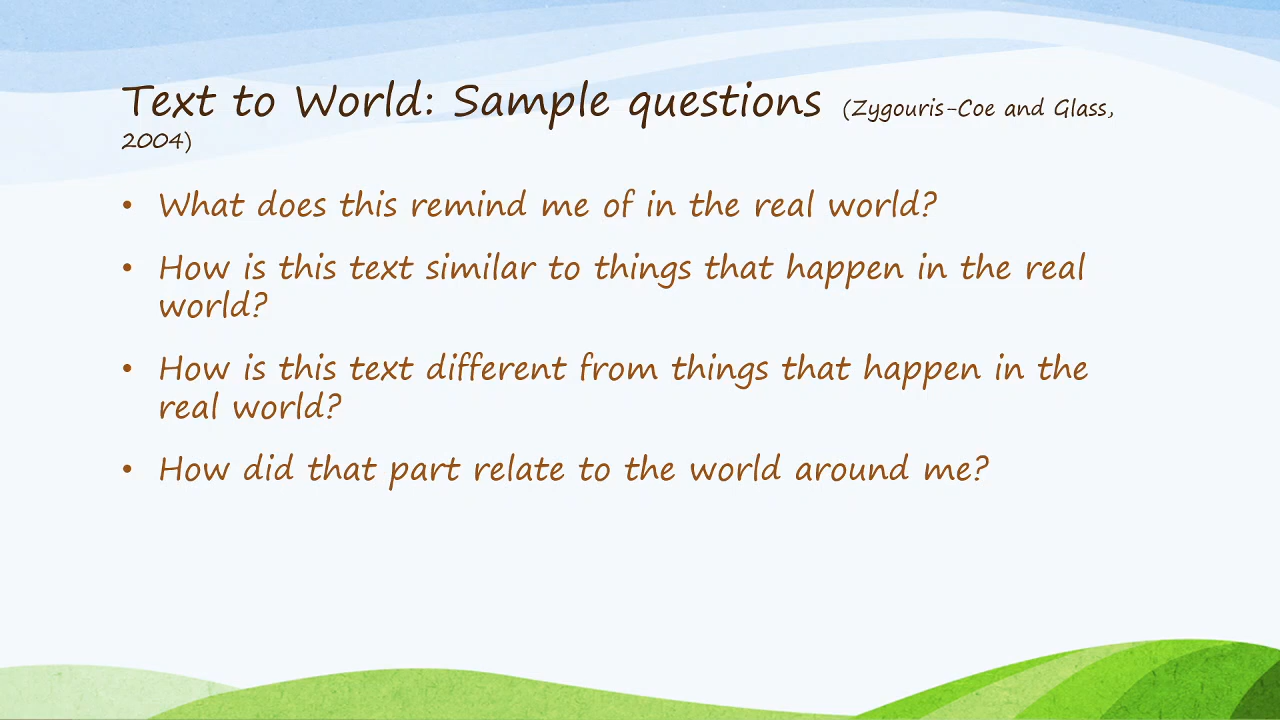 Text to World: Sample questions (Zygouris-Coe and Glass,
2004)
• What does this remind me of in the real world?
• How is this text similar to things that happen in the real
world?
• How is this text different from things that happen in the
real world?
• How did that part relate to the world around me?